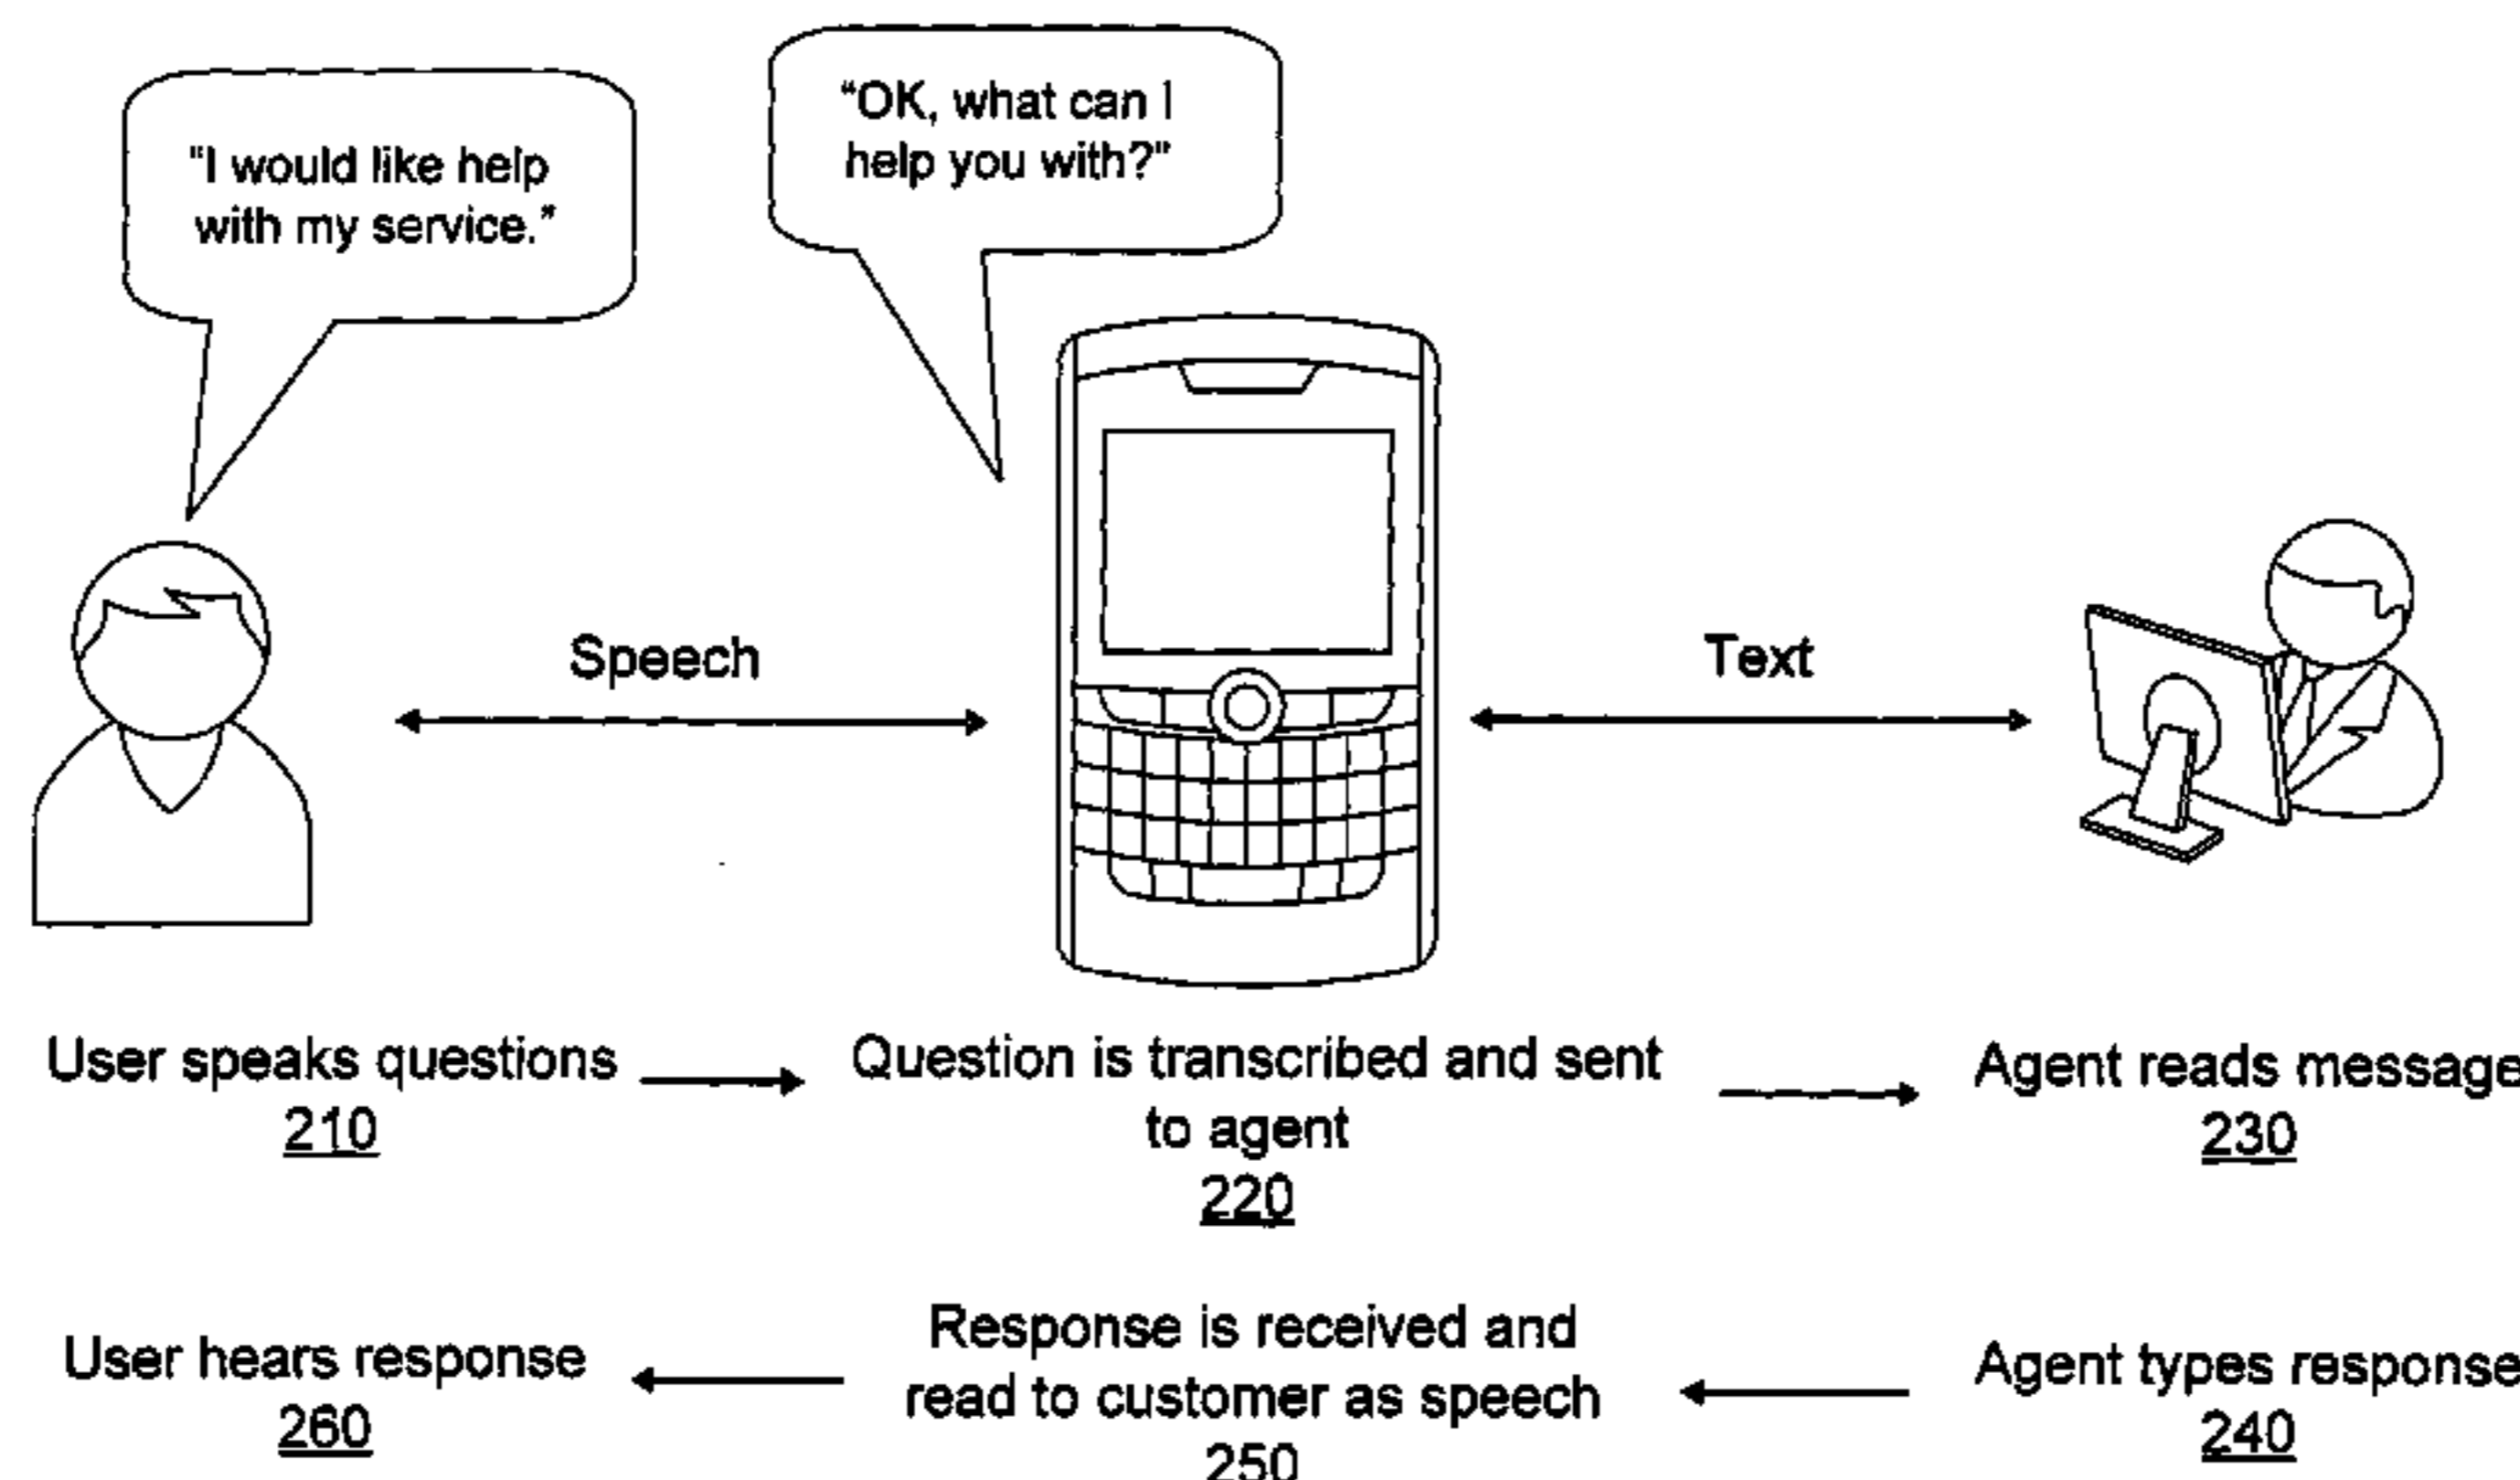 "I would like help
with my service."
"OK, what can I
help you with?"
Speech
Text
User speaks questions
210
Question is transcribed and sent
to agent
220
Agent reads message
230
User hears response
260
Response is received and
read to customer as speech
250
Agent types response
240